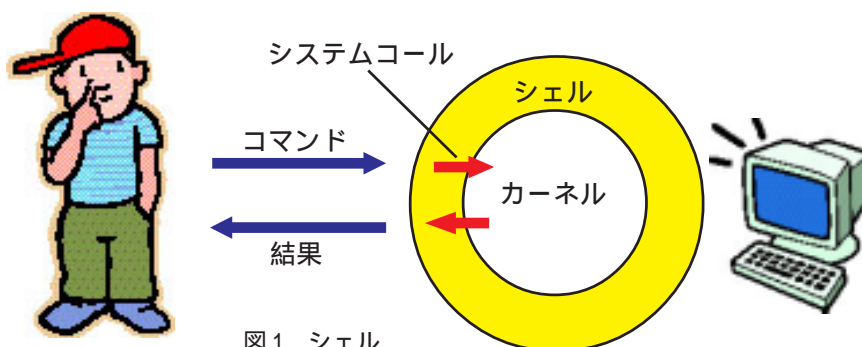 システムコール
シェル
コマンド
カーネル
結果
図1 シェル